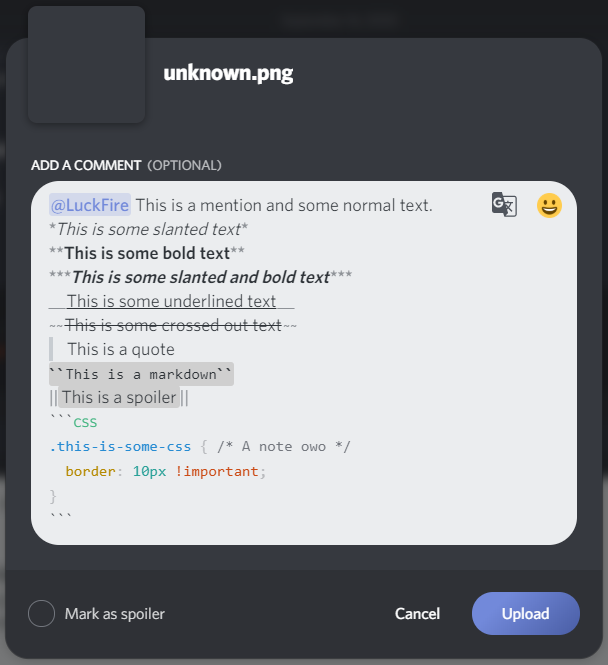 unknown.png
ADD A COMMENT (OPTIONAL)
@LuckFire This is a mention and some normal text.
*This is some slanted text*
**This is some bold text**
***This is some slanted and bold text***
__This is some underlined text__
~~This is some crossed out text~~
This is a quote
``This is a markdown``
||This is a spoiler||
```css
.this-is-some-css { /* A note owo */
  border: 10px !important;
}
```
Mark as spoiler
Cancel
Upload